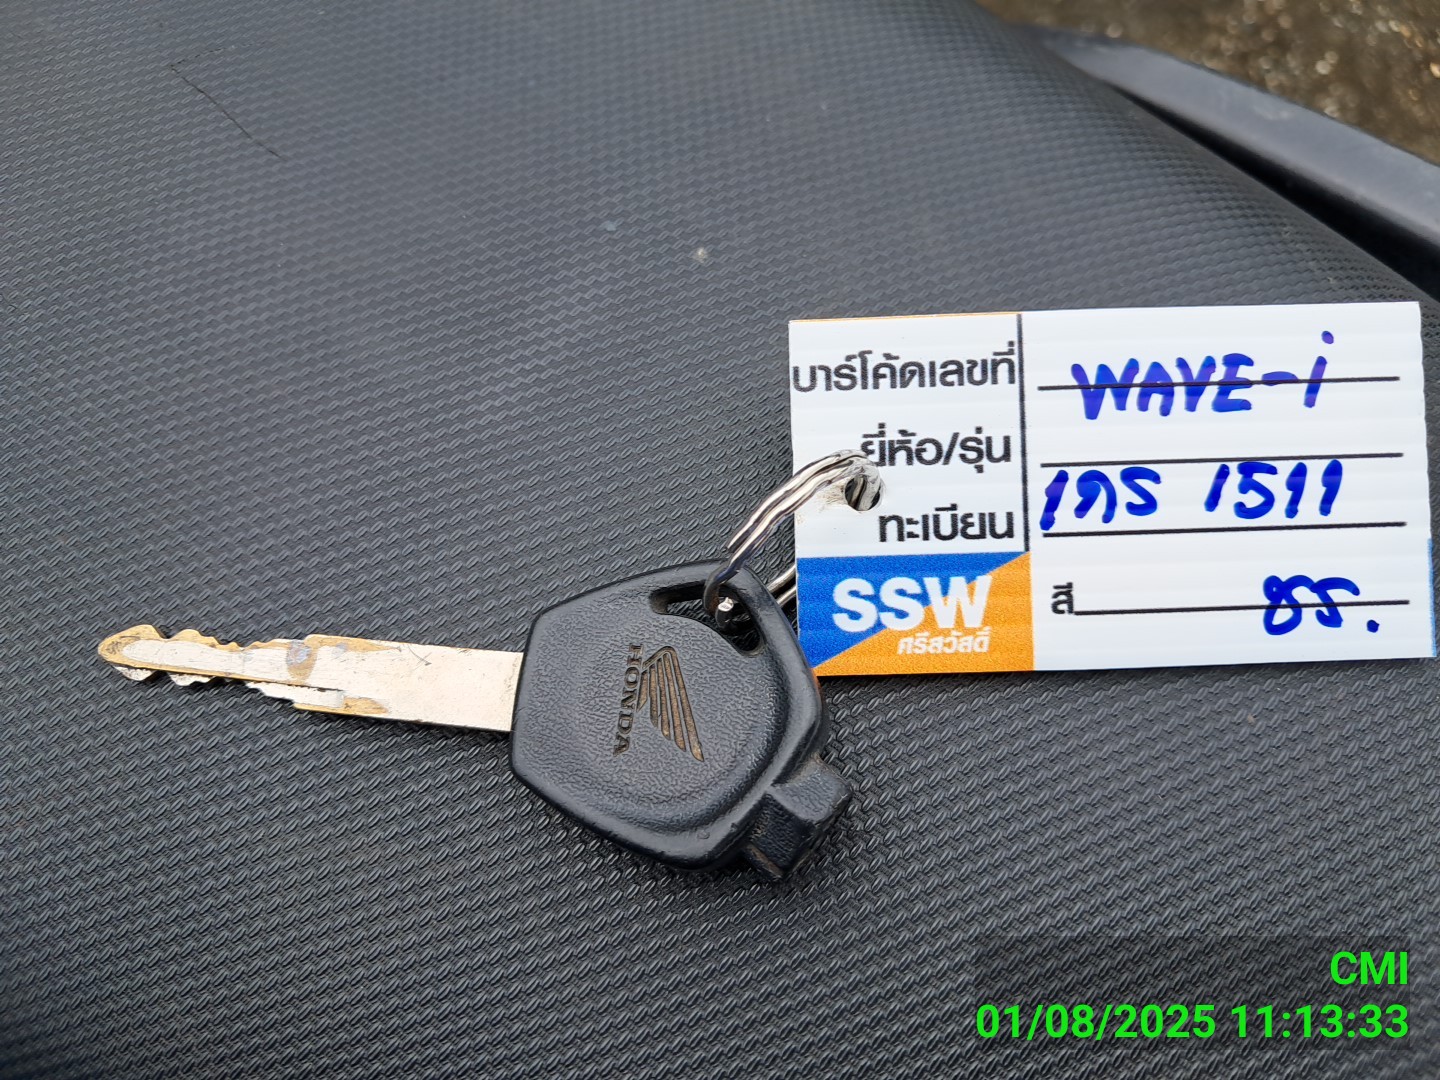 บาร์โค้ดเลขที่ WAVE-i
ยี่ห้อ/รุ่น
ทะเบียน 1กร 1511
สี
SSW
ศรีสวัสดิ์
HONDA
CMI
01/08/2025 11:13:33